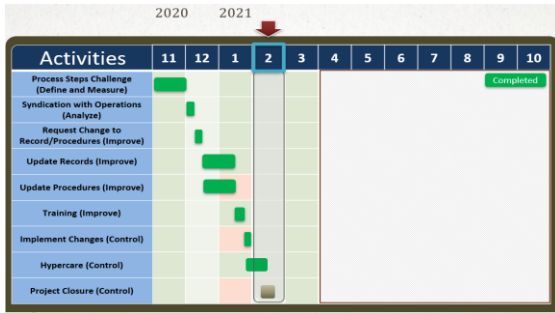 2020 2021
Activities 11 12 1 2 3 4 5 6 7 8 9 10
Process Steps Challenge
(Define and Measure)
Completed
Syndication with Operations
(Analyze)
Request Change to
Record/Procedures (Improve)
Update Records (Improve)
Update Procedures (Improve)
Training (Improve)
Implement Changes (Control)
Hypercare (Control)
Project Closure (Control)